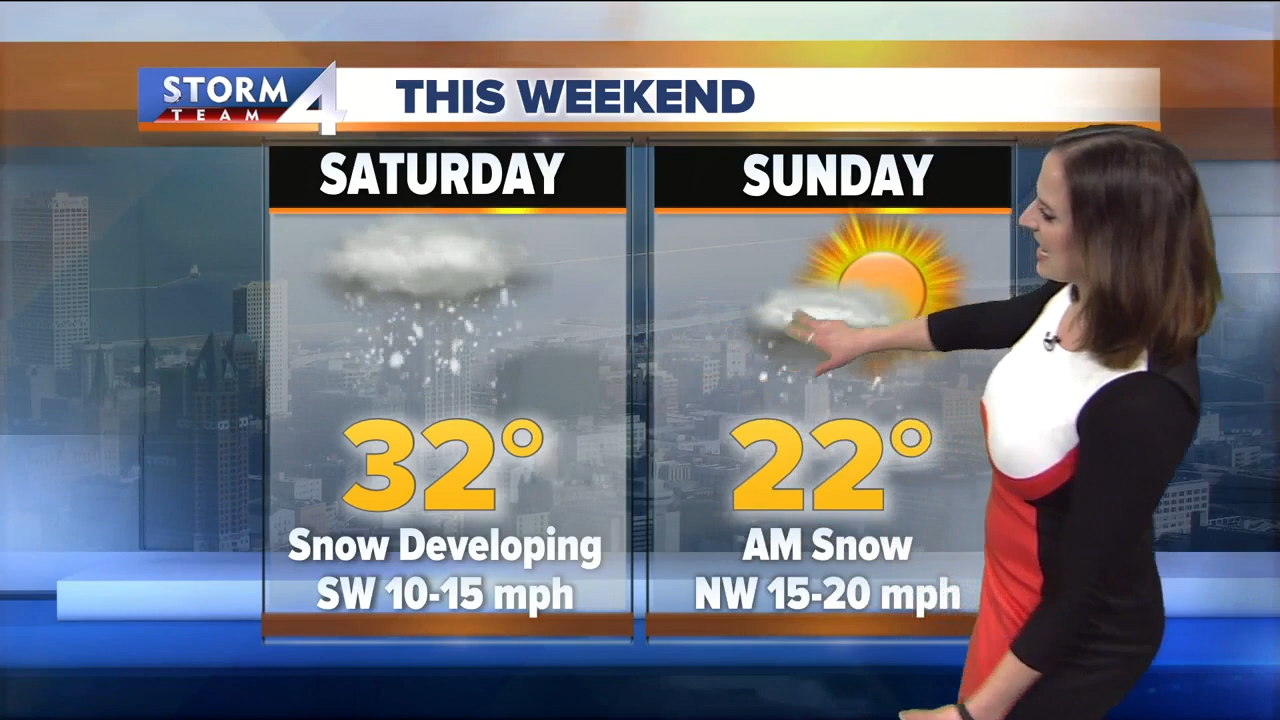 STORM
TEAM
4
THIS WEEKEND
SATURDAY
32°
Snow Developing
SW 10-15 mph
SUNDAY
22°
AM Snow
NW 15-20 mph